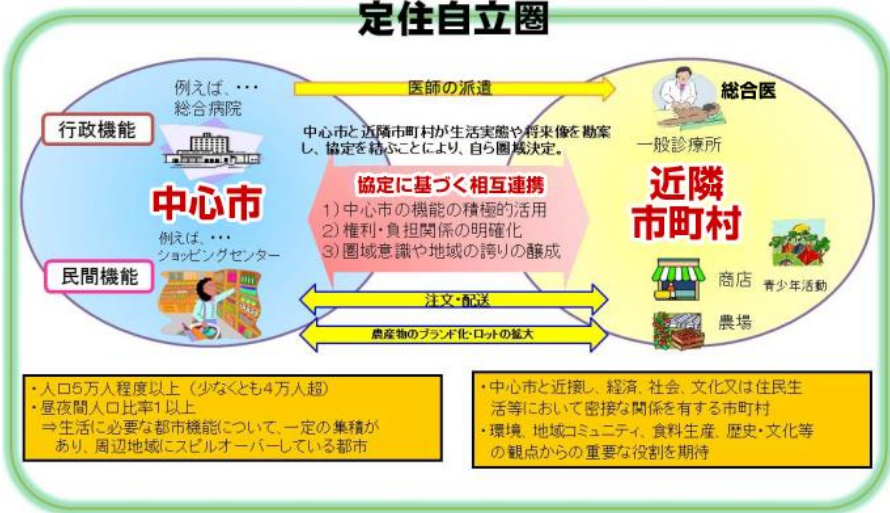 定住自立圏
例えば、・・・
総合病院
行政機能
中心市
例えば、・・・
ショッピングセンター
民間機能
医師の派遣
中心市と近隣市町村が生活実態や将来像を勘案
し、協定を結ぶことにより、自ら圏域決定。
協定に基づく相互連携
1)中心市の機能の積極的活用
2)権利・負担関係の明確化
3)圏域意識や地域の誇りの醸成
注文・配送
農産物のブランド化・ロットの拡大
総合医
一般診療所
近隣
市町村
商店
青少年活動
農場
・人口5万人程度以上(少なくとも4万人超)
・昼夜間人口比率1以上
⇒生活に必要な都市機能について、一定の集積が
あり、周辺地域にスピルオーバーしている都市
・中心市と近接し、経済、社会、文化又は住民生
活等において密接な関係を有する市町村
・環境、地域コミュニティ、食料生産、歴史・文化等
の観点からの重要な役割を期待